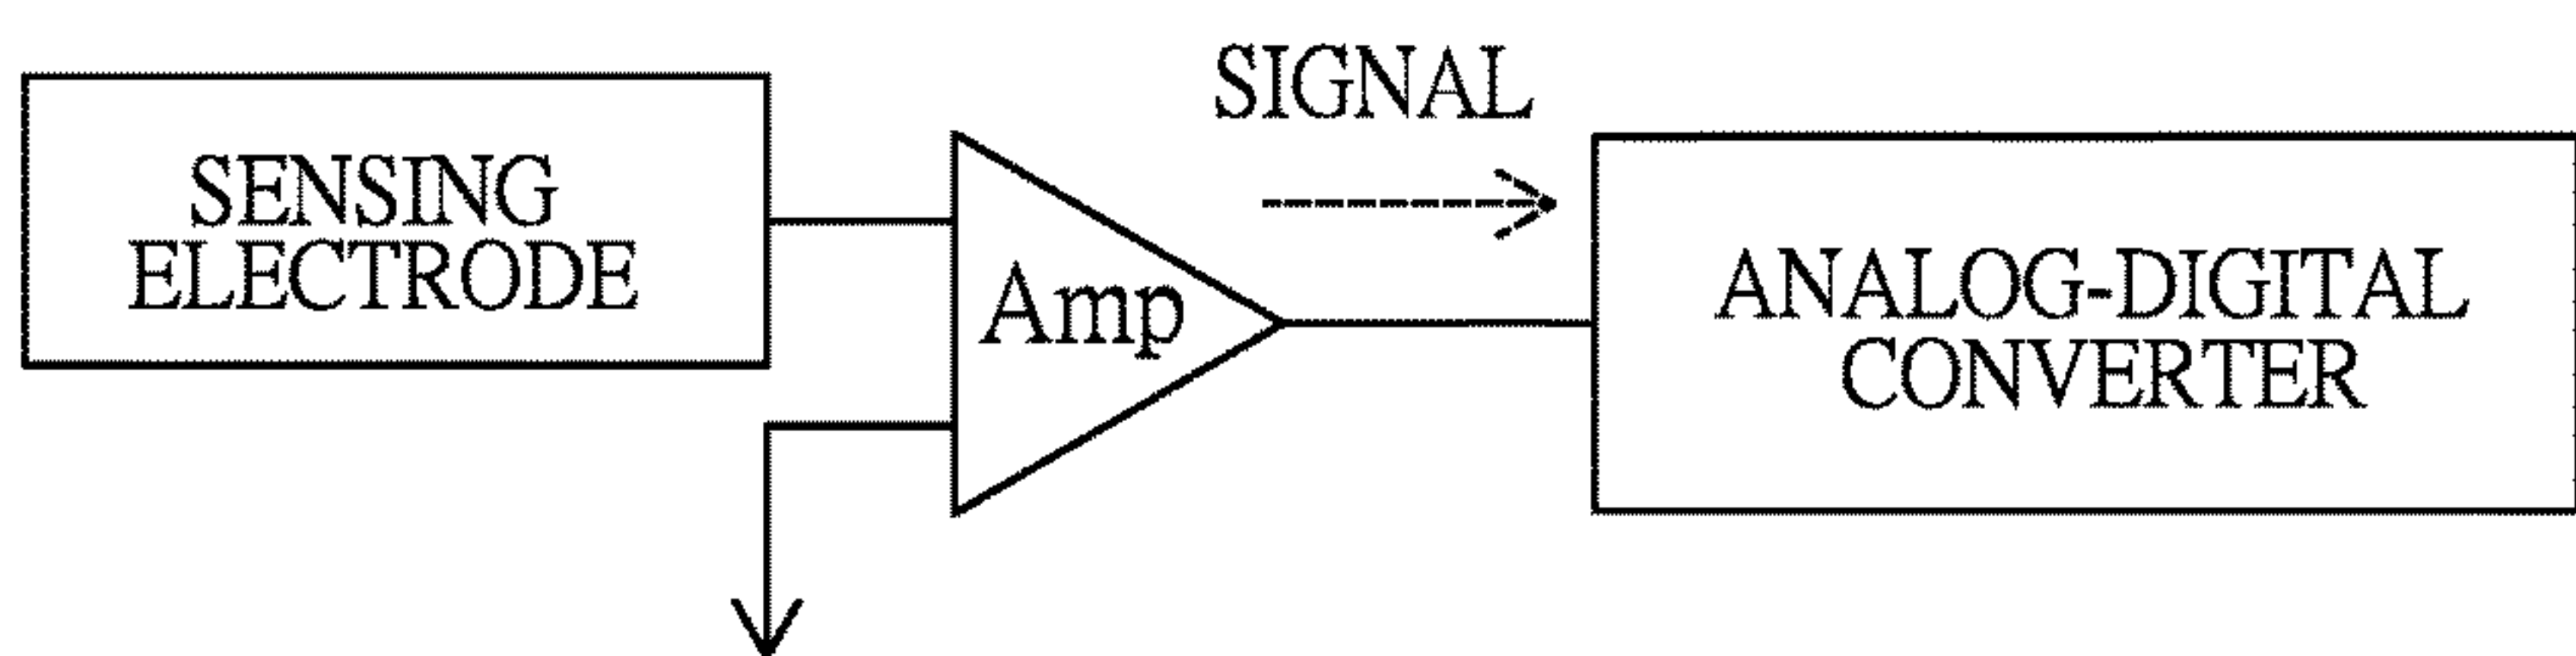 SENSING
ELECTRODE
Amp
SIGNAL
ANALOG-DIGITAL
CONVERTER